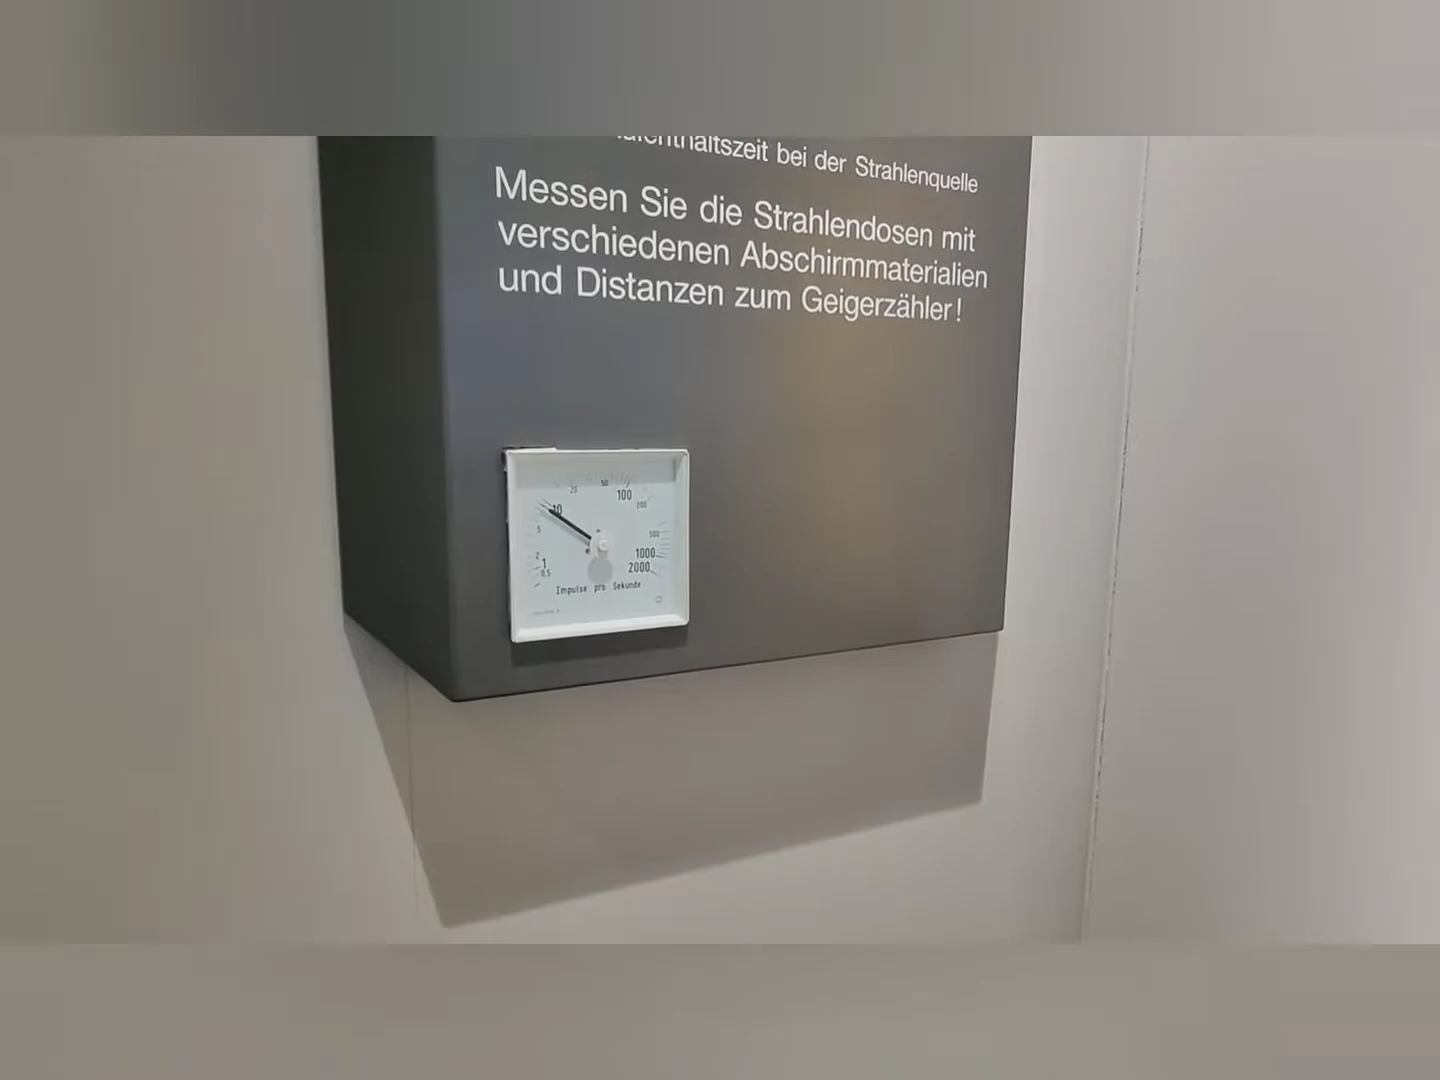 bei der Strahlenquelle
Messen Sie die Strahlendosen mit
verschiedenen Abschirmmaterialien
und Distanzen zum Geigerzähler!
25 50 100
10 200
5 500
2 1000
1 2000
0,5
Impulse pro Sekunde